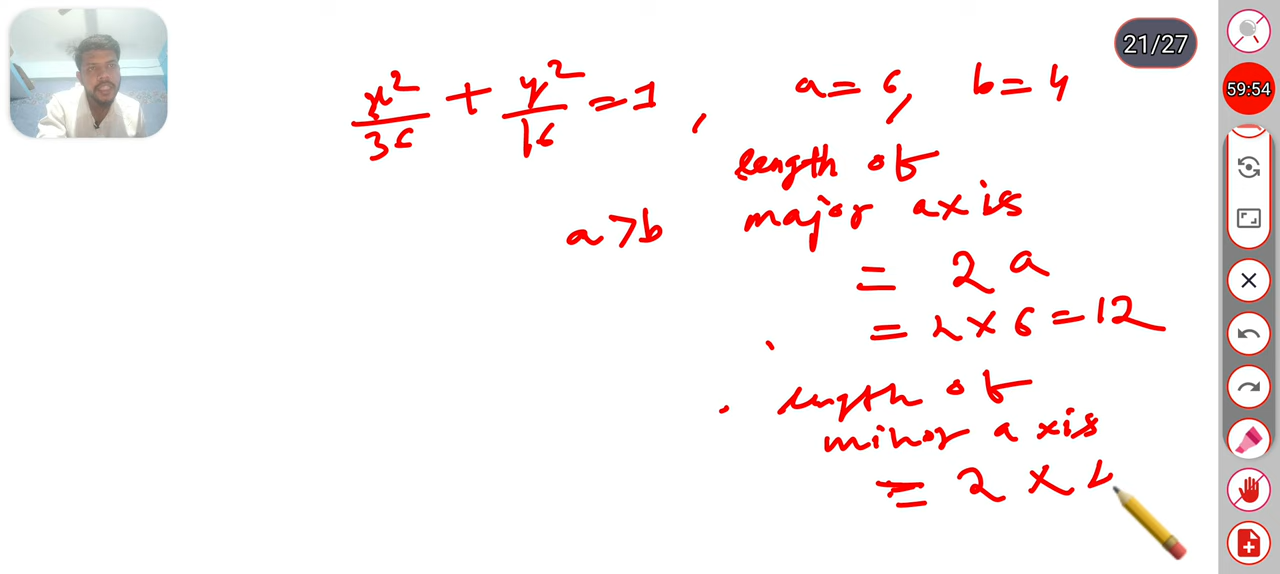 21/27
59:54
x²/36 + y²/16 = 1, a = 6, b = 4
length of
major axis
a > b
= 2a
= 2 × 6 = 12
length of
minor axis
= 2 × 4